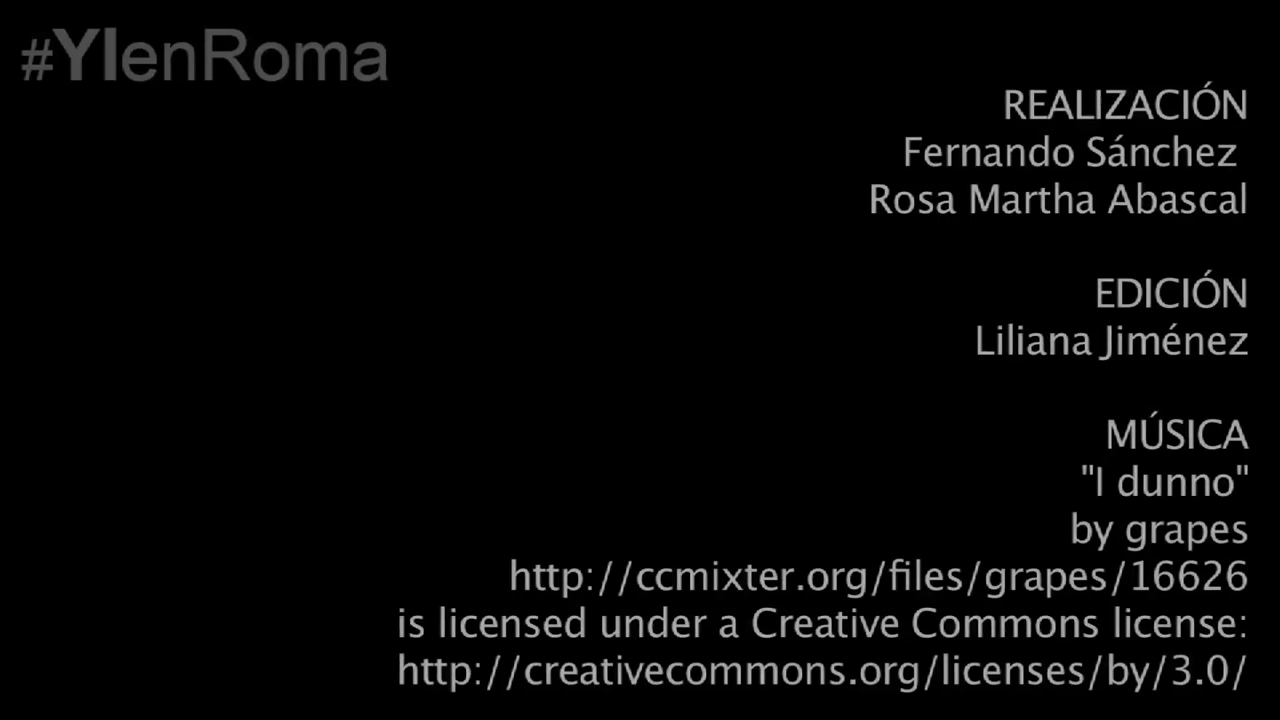 #YIenRoma
REALIZACIÓN
Fernando Sánchez
Rosa Martha Abascal
EDICIÓN
Liliana Jiménez
MÚSICA
"I dunno"
by grapes
http://ccmixter.org/files/grapes/16626
is licensed under a Creative Commons license:
http://creativecommons.org/licenses/by/3.0/